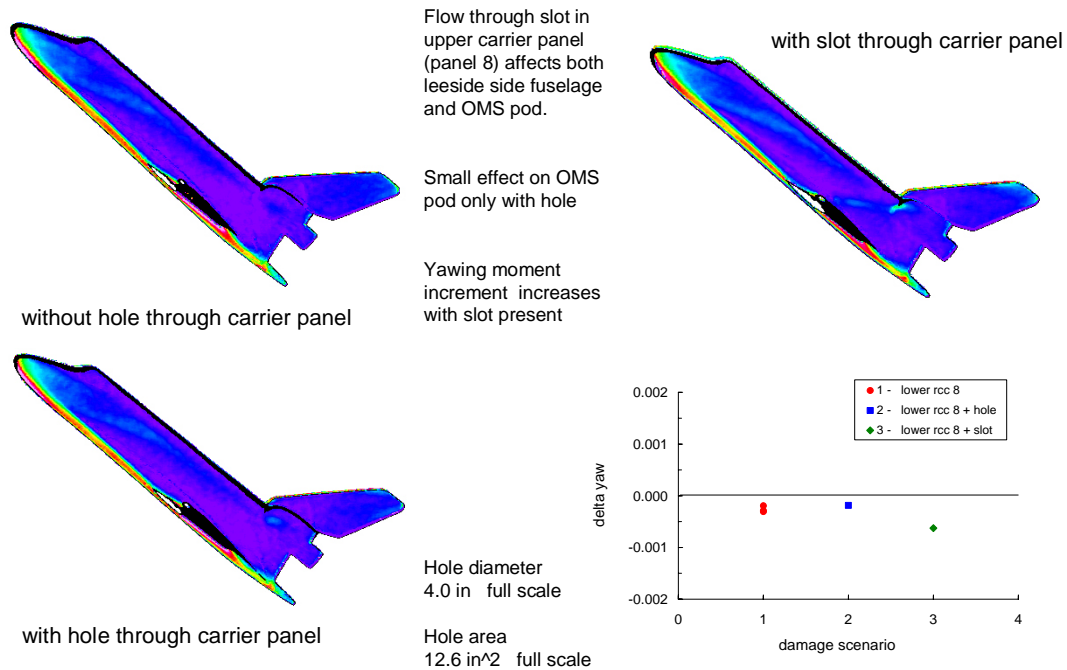 Flow through slot in
upper carrier panel
(panel 8) affects both
leeside side fuselage
and OMS pod.
with slot through carrier panel
Small effect on OMS
pod only with hole
Yawing moment
increment increases
with slot present
without hole through carrier panel
with hole through carrier panel
Hole diameter
4.0 in full scale
Hole area
12.6 in^2 full scale
1 - lower rcc 8
2 - lower rcc 8 + hole
3 - lower rcc 8 + slot
0.002
0.001
0.000
-0.001
-0.002
delta yaw
0 1 2 3 4
damage scenario